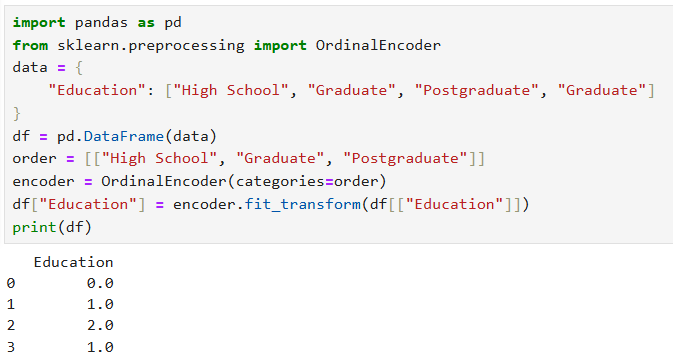 import pandas as pd
from sklearn.preprocessing import OrdinalEncoder
data = {
    "Education": ["High School", "Graduate", "Postgraduate", "Graduate"]
}
df = pd.DataFrame(data)
order = [["High School", "Graduate", "Postgraduate"]]
encoder = OrdinalEncoder(categories=order)
df["Education"] = encoder.fit_transform(df[["Education"]])
print(df)
   Education
0        0.0
1        1.0
2        2.0
3        1.0